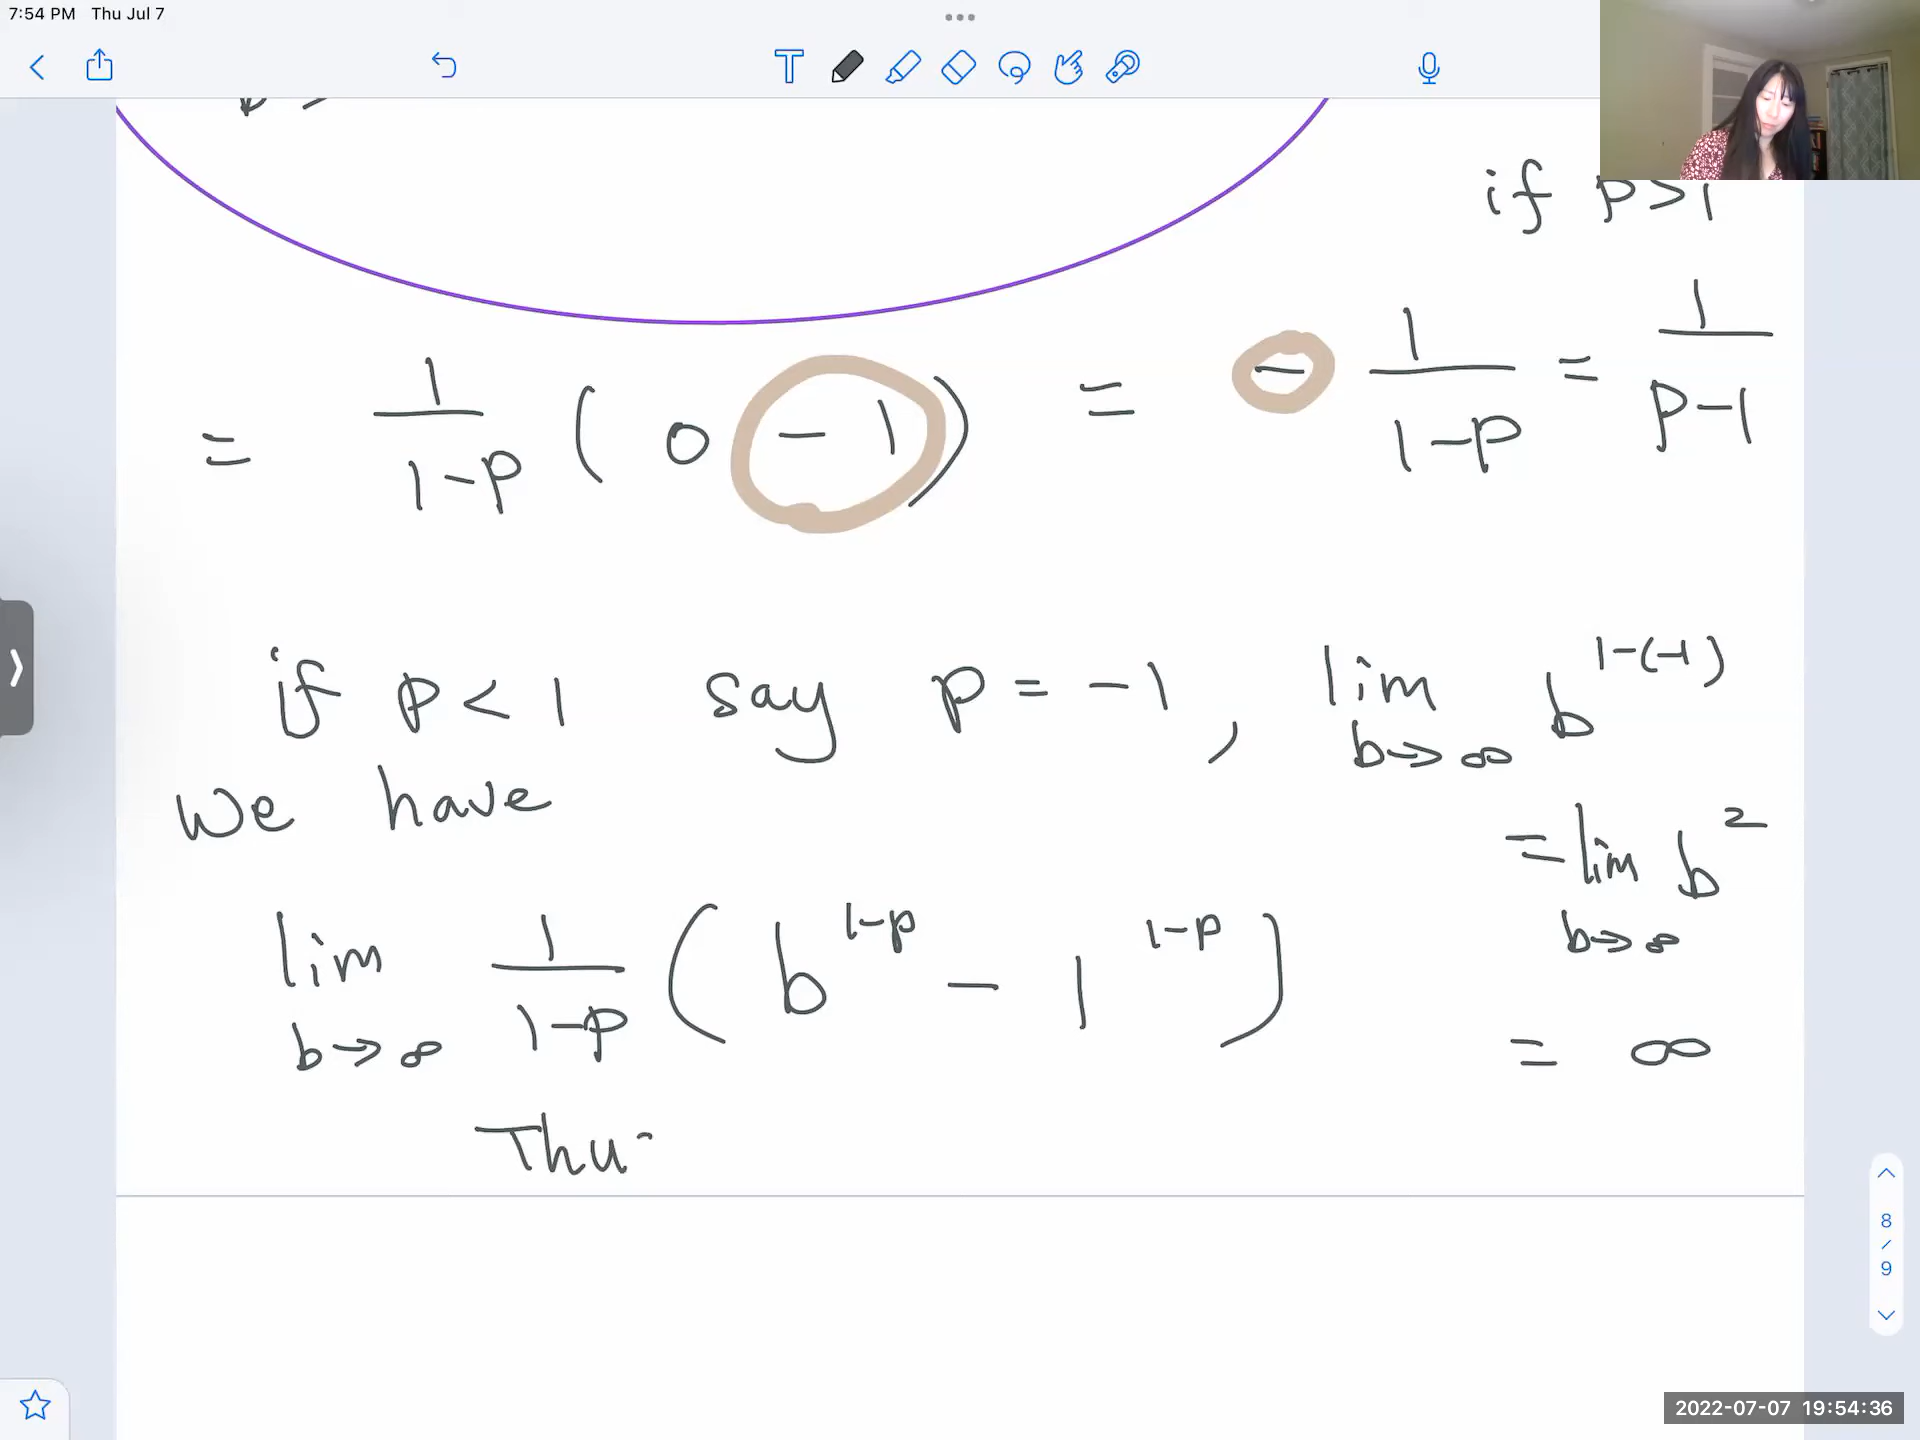 7:54 PM Thu Jul 7
if p>1
= 1/(1-p) ( 0 - 1 ) = - 1/(1-p) = 1/(p-1)
if p < 1 say p = -1 , lim b→∞ b^(1-(-1))
we have
= lim b→∞ b^2
lim b→∞ 1/(1-p) ( b^(1-p) - 1^(1-p) )
= ∞
Thu
8 / 9
2022-07-07 19:54:36